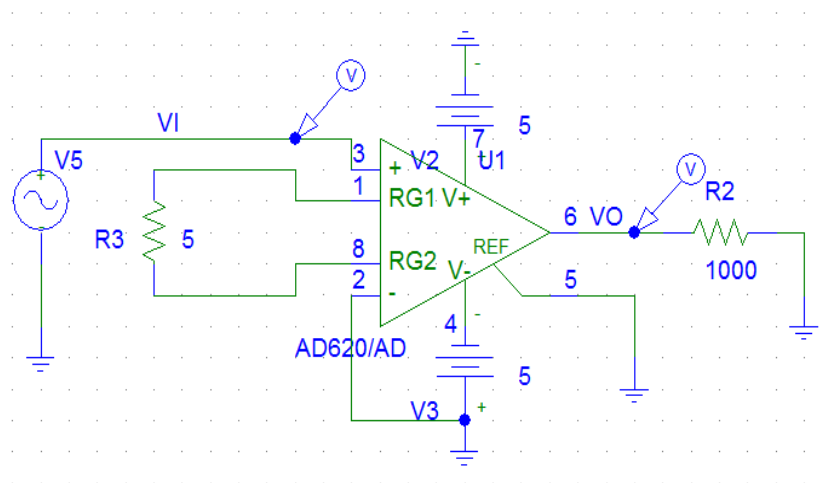 V
VI
V5
-
5
7
+
3
+
V2
U1
1
RG1
V+
V
R2
6
VO
R3
5
8
RG2
REF
1000
2
-
V-
5
4
-
AD620/AD
5
V3
+
+